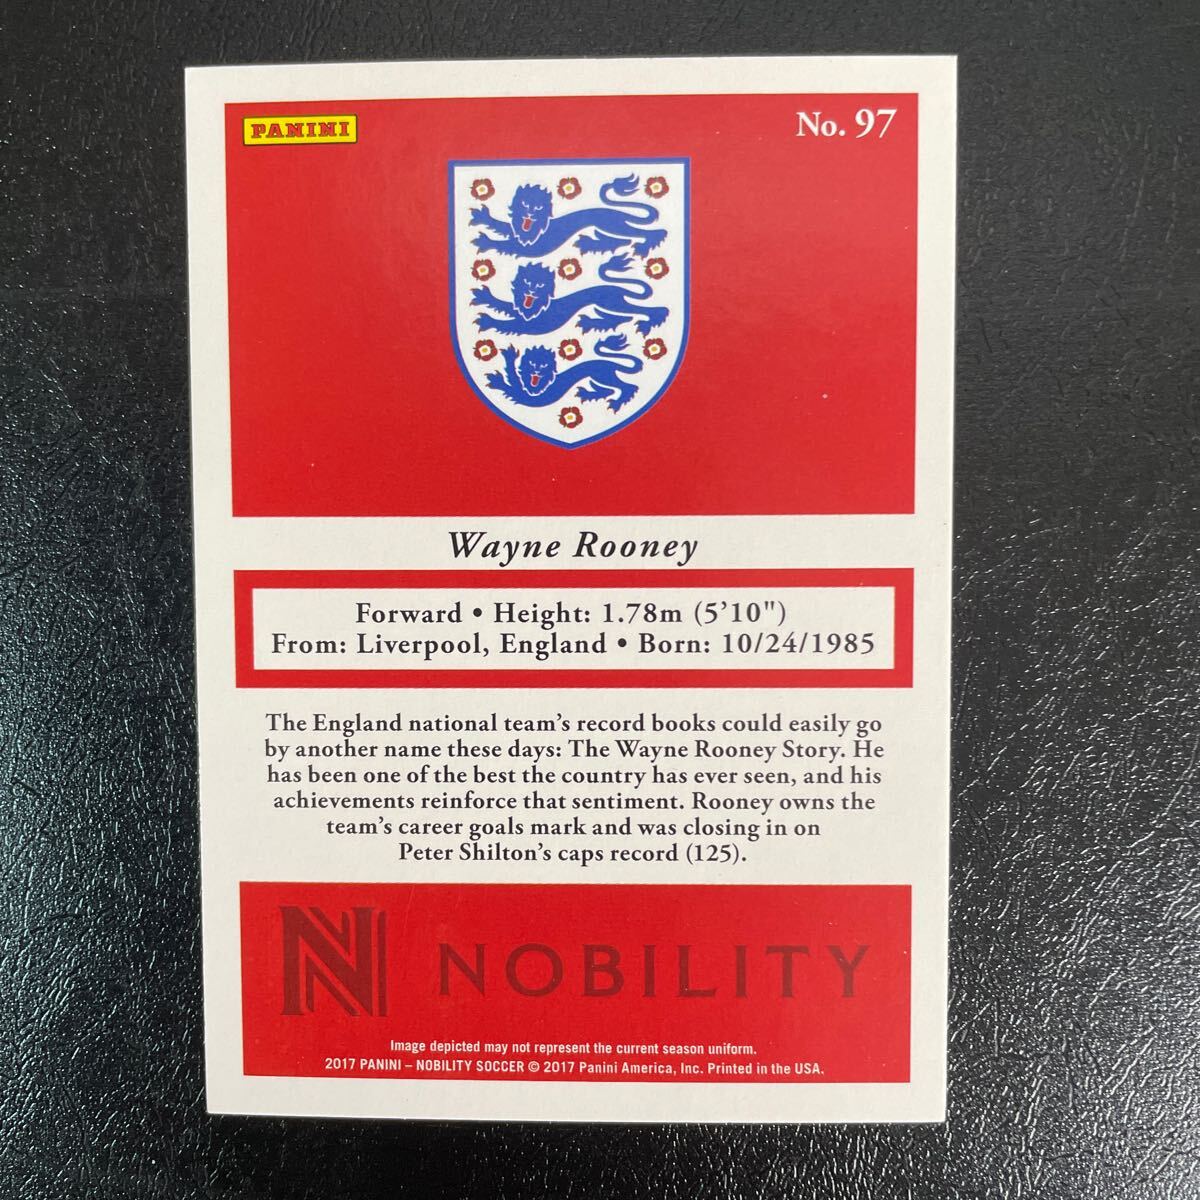 PANINI
No. 97
Wayne Rooney
Forward • Height: 1.78m (5’10")
From: Liverpool, England • Born: 10/24/1985
The England national team’s record books could easily go
by another name these days: The Wayne Rooney Story. He
has been one of the best the country has ever seen, and his
achievements reinforce that sentiment. Rooney owns the
team’s career goals mark and was closing in on
Peter Shilton’s caps record (125).
N NOBILITY
Image depicted may not represent the current season uniform.
2017 PANINI – NOBILITY SOCCER © 2017 Panini America, Inc. Printed in the USA.